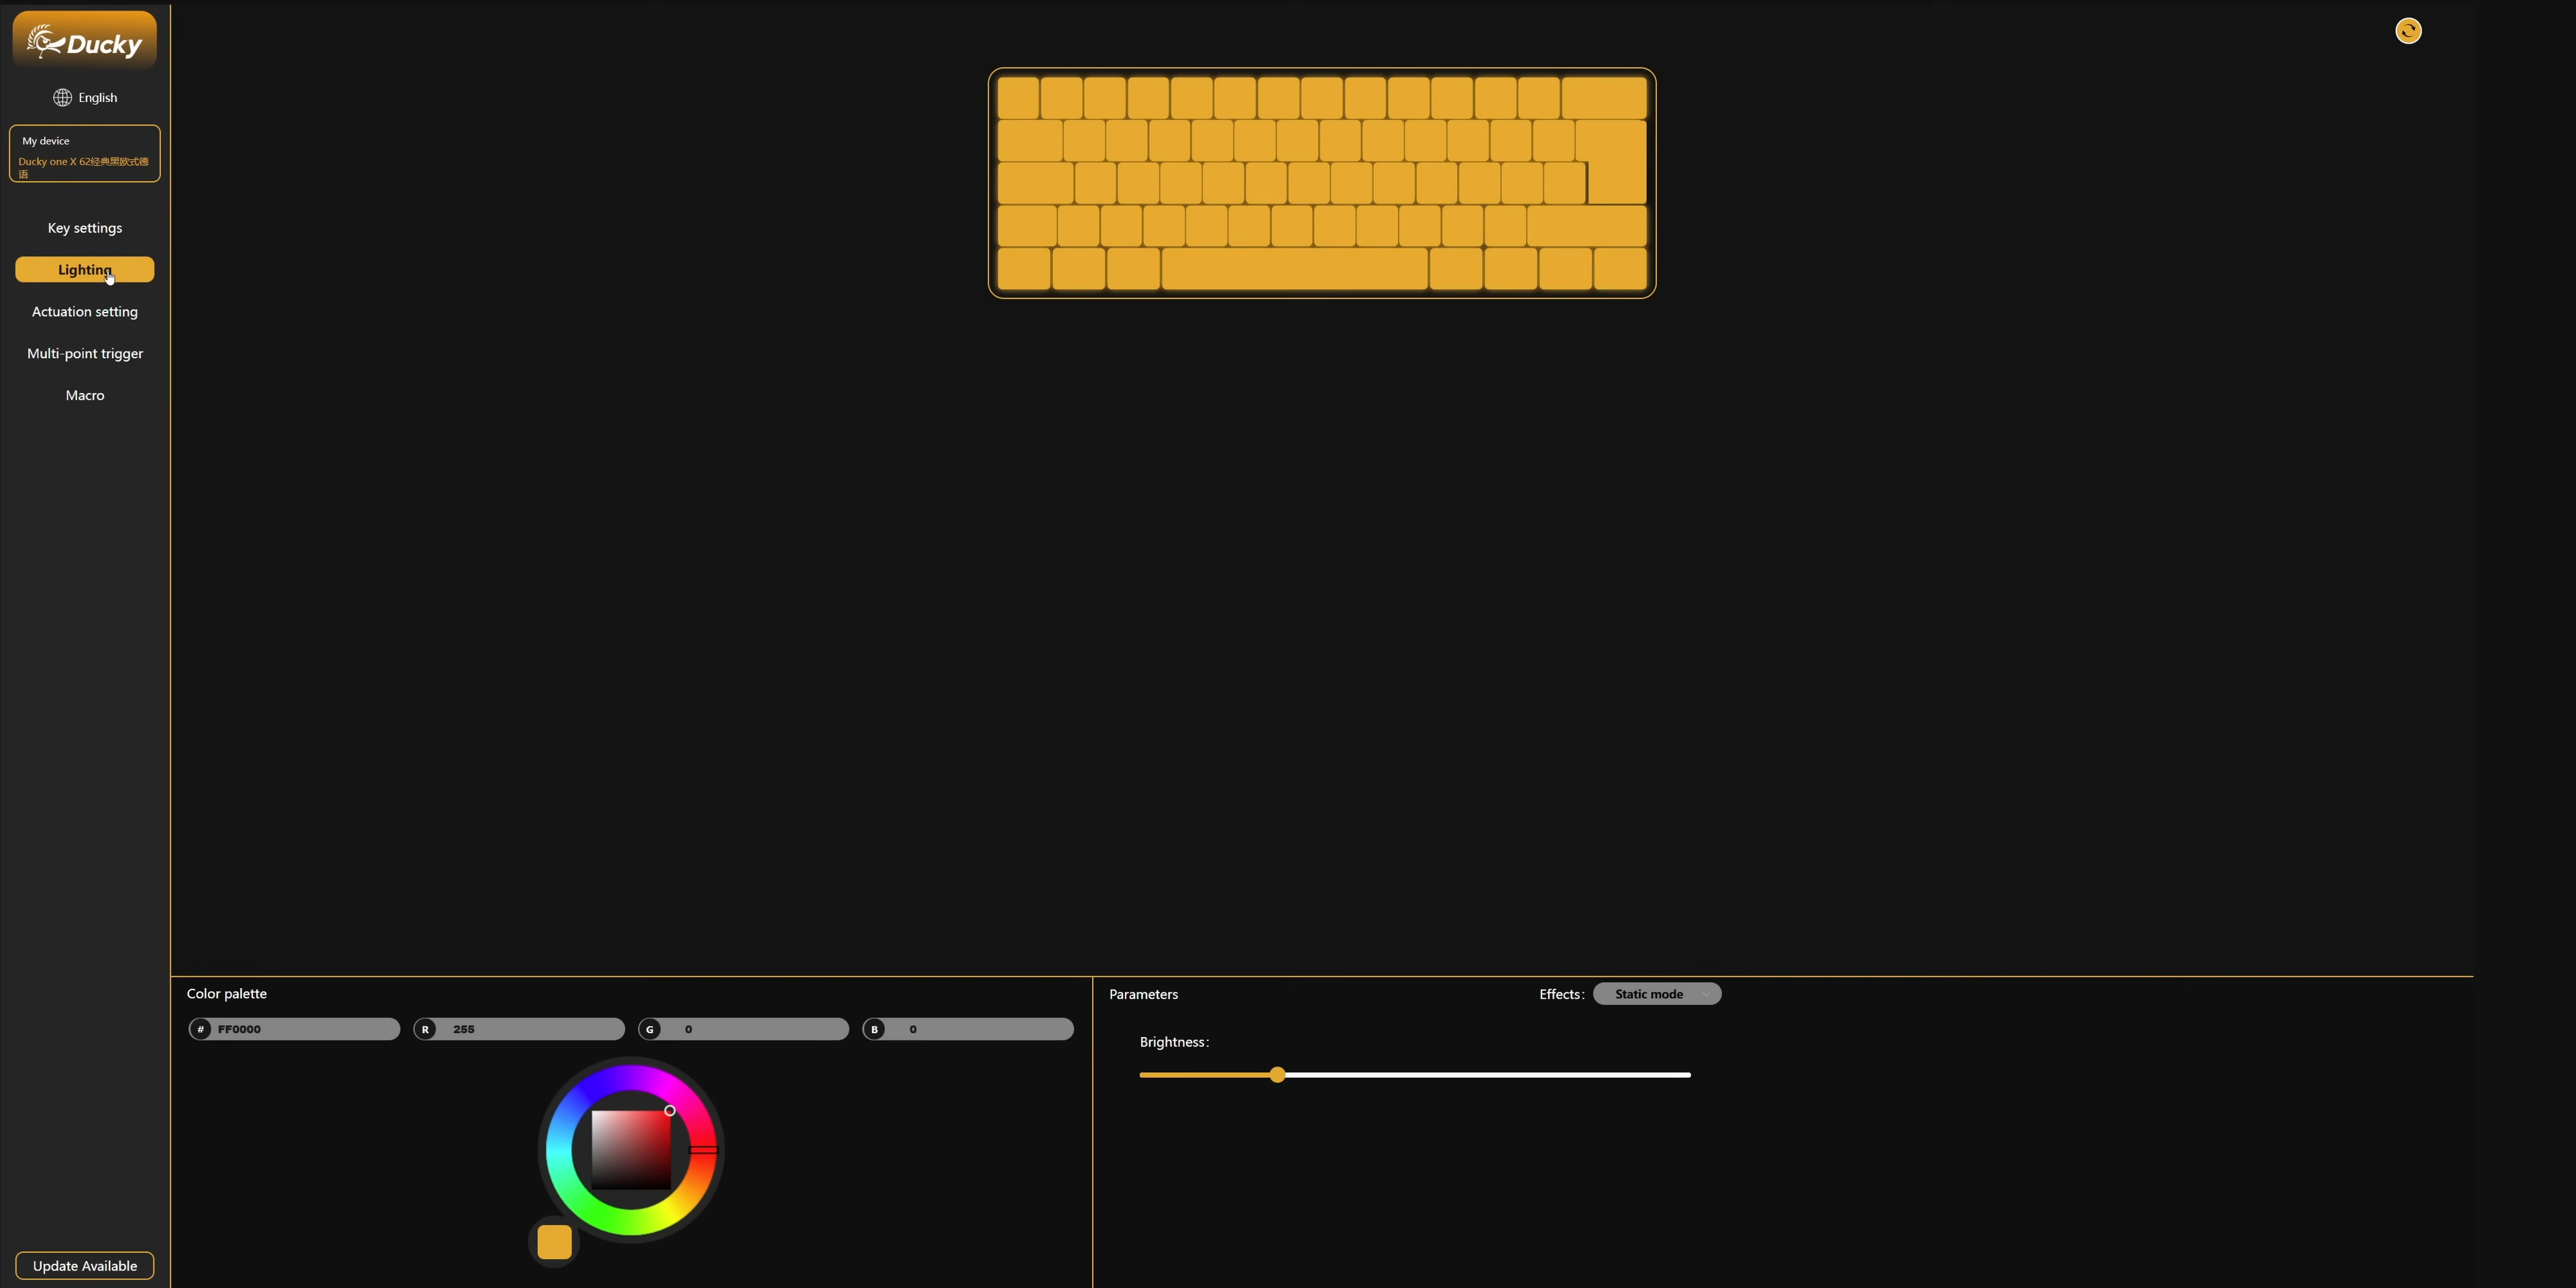 Ducky
English
My device
Ducky one X 62经典黑欧式德
语
Key settings
Lighting
Actuation setting
Multi-point trigger
Macro
Update Available
Color palette
# FF0000 R 255 G 0 B 0
Parameters
Effects: Static mode
Brightness: